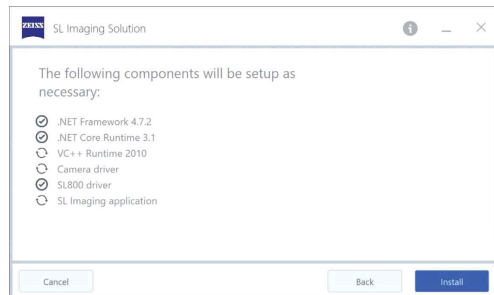 ZEISS
SL Imaging Solution
The following components will be setup as
necessary:
.NET Framework 4.7.2
.NET Core Runtime 3.1
VC++ Runtime 2010
Camera driver
SL800 driver
SL Imaging application
Cancel
Back
Install